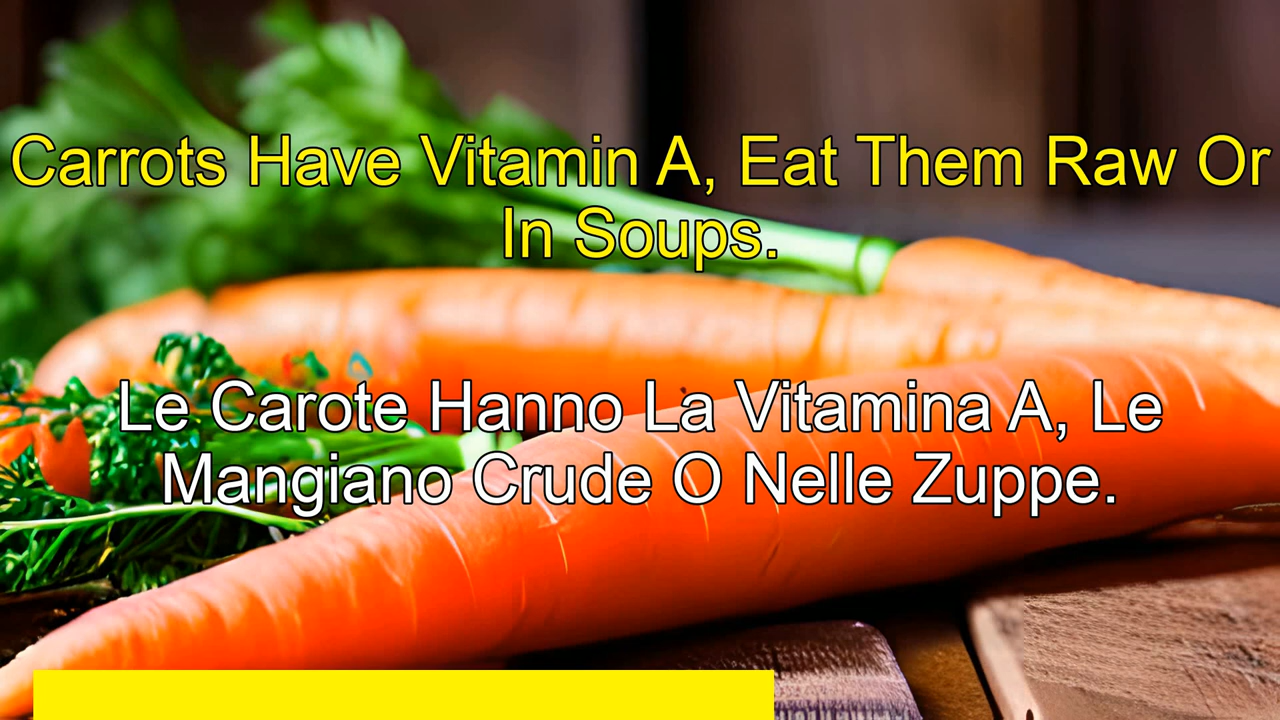 Carrots Have Vitamin A, Eat Them Raw Or
In Soups.
Le Carote Hanno La Vitamina A, Le
Mangiano Crude O Nelle Zuppe.